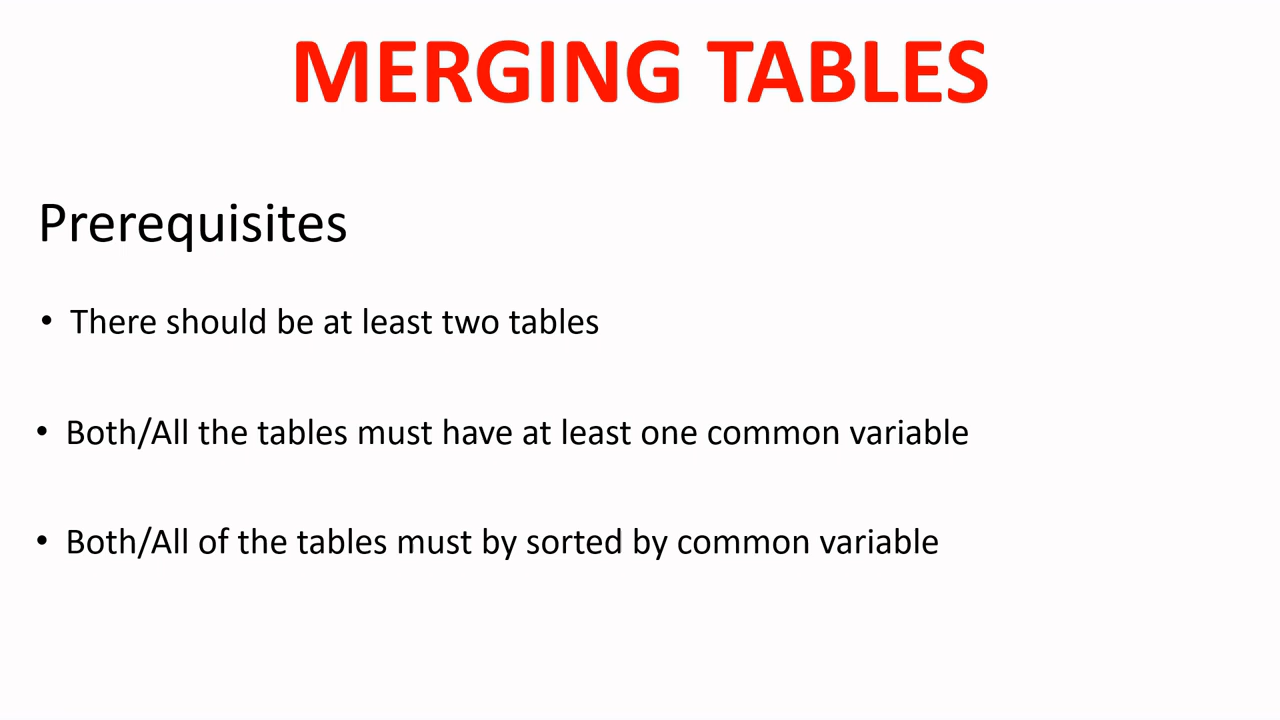 MERGING TABLES
Prerequisites
• There should be at least two tables
• Both/All the tables must have at least one common variable
• Both/All of the tables must by sorted by common variable